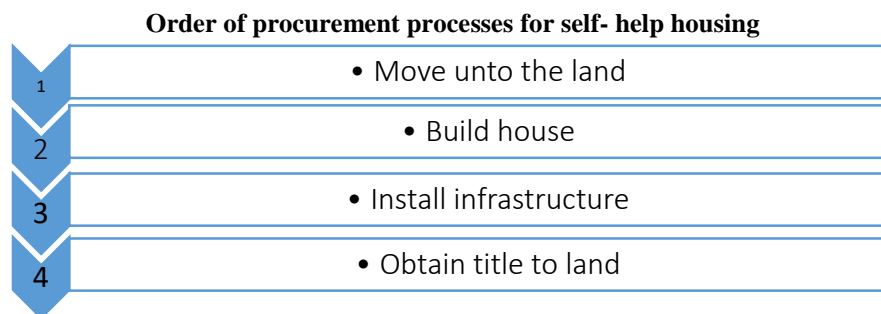 Order of procurement processes for self- help housing
1 • Move unto the land
2 • Build house
3 • Install infrastructure
4 • Obtain title to land